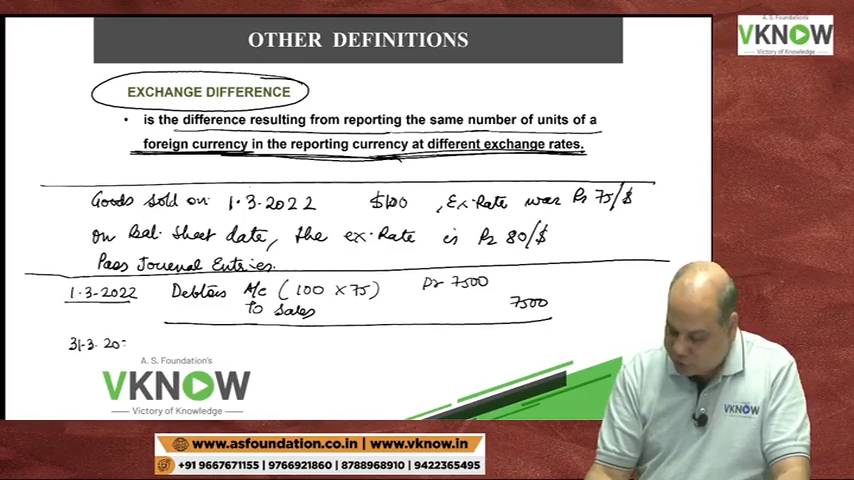 OTHER DEFINITIONS
A. S. Foundation's
VKNOW
Victory of Knowledge
EXCHANGE DIFFERENCE
• is the difference resulting from reporting the same number of units of a
foreign currency in the reporting currency at different exchange rates.
Goods Sold on 1.3.2022 $100, Ex.Rate was Rs 75/$
on Bal. Sheet date, the ex.Rate is Rs 80/$
Pass Journal Entries.
1.3.2022 Debtors A/c (100 x 75) Dr 7500
To Sales 7500
31.3.20
A. S. Foundation's
VKNOW
Victory of Knowledge
VKNOW
www.asfoundation.co.in | www.vknow.in
+91 9667671155 | 9766921860 | 8788968910 | 9422365495